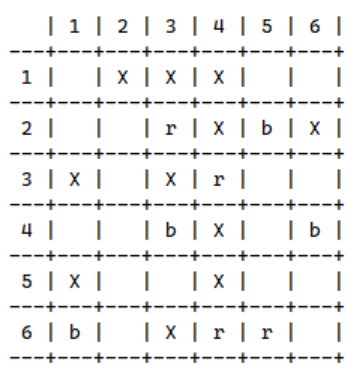 | 1 | 2 | 3 | 4 | 5 | 6 |
---+---+---+---+---+---+---+
1 |   | X | X | X |   |   |
---+---+---+---+---+---+---+
2 |   |   | r | X | b | X |
---+---+---+---+---+---+---+
3 | X |   | X | r |   |   |
---+---+---+---+---+---+---+
4 |   |   | b | X |   | b |
---+---+---+---+---+---+---+
5 | X |   |   | X |   |   |
---+---+---+---+---+---+---+
6 | b |   | X | r | r |   |
---+---+---+---+---+---+---+